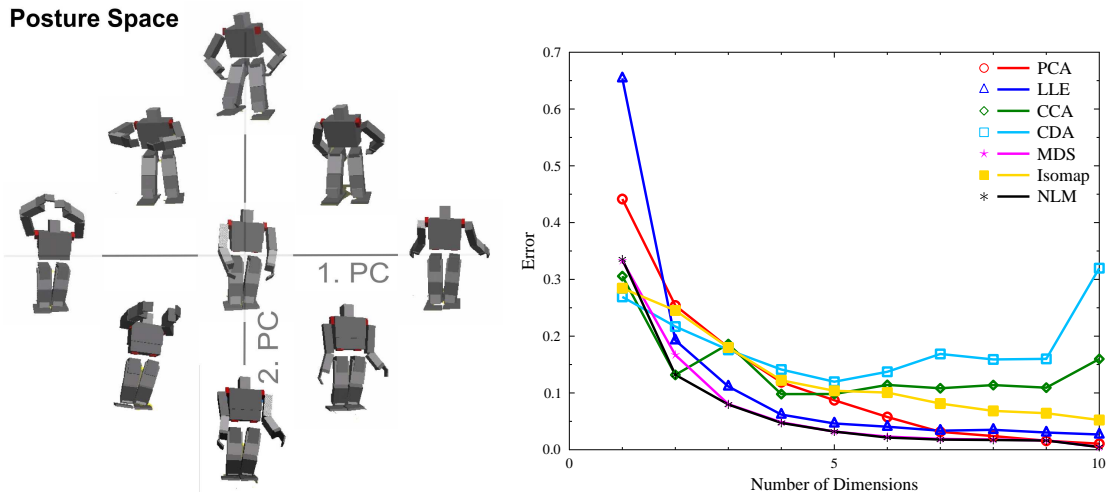 Posture Space
1. PC
2. PC
0.7
0.6
0.5
0.4
0.3
0.2
0.1
0.0
0
5
10
Error
Number of Dimensions
PCA
LLE
CCA
CDA
MDS
Isomap
NLM